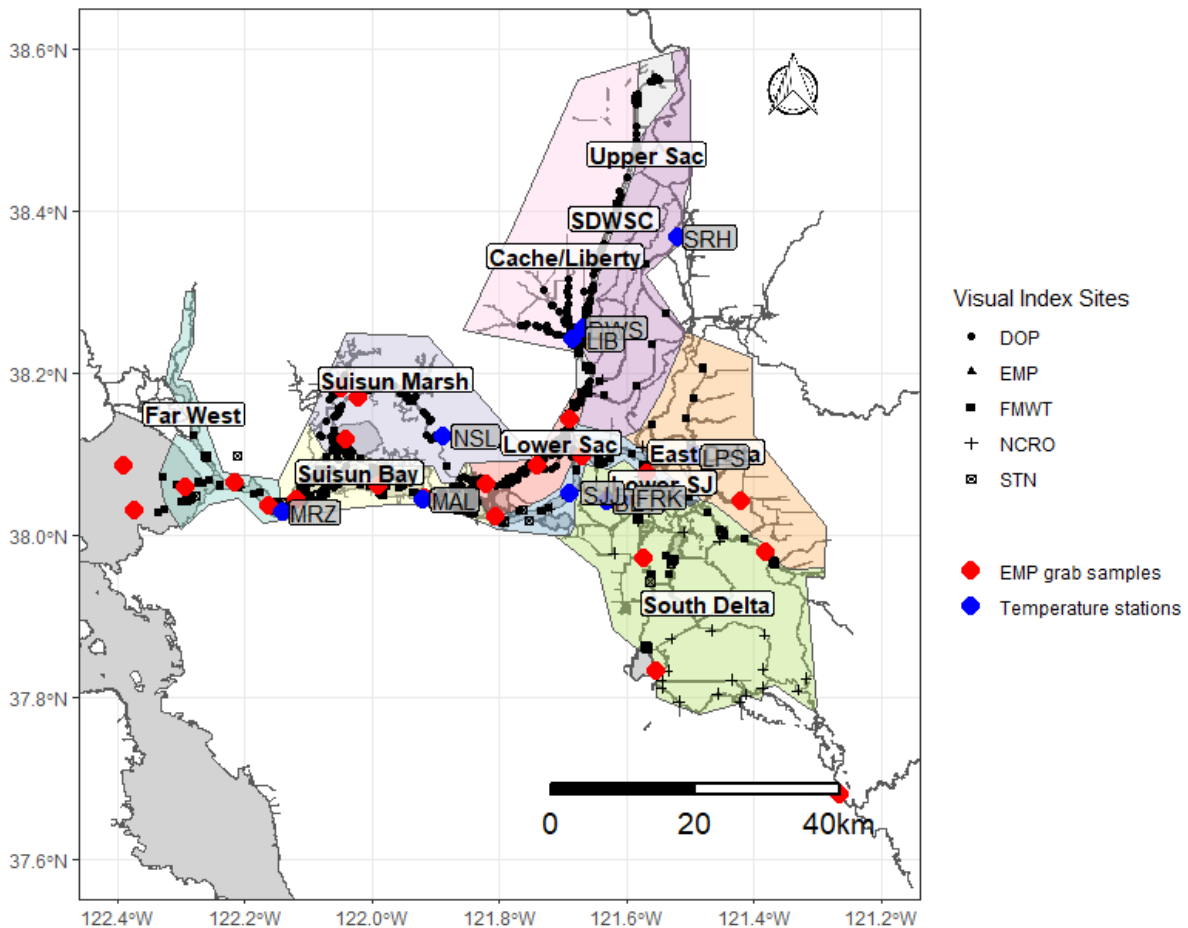 38.6°N
38.4°N
38.2°N
38.0°N
37.8°N
37.6°N
122.4°W
122.2°W
122.0°W
121.8°W
121.6°W
121.4°W
121.2°W
Upper Sac
SDWSC
SRH
Cache/Liberty
DWS
LIB
Suisun Marsh
Far West
NSL
Lower Sac
LPS
Suisun Bay
Lower SJ
SJJ
FRK
MAL
MRZ
South Delta
0
20
40km
Visual Index Sites
DOP
EMP
FMWT
NCRO
STN
EMP grab samples
Temperature stations